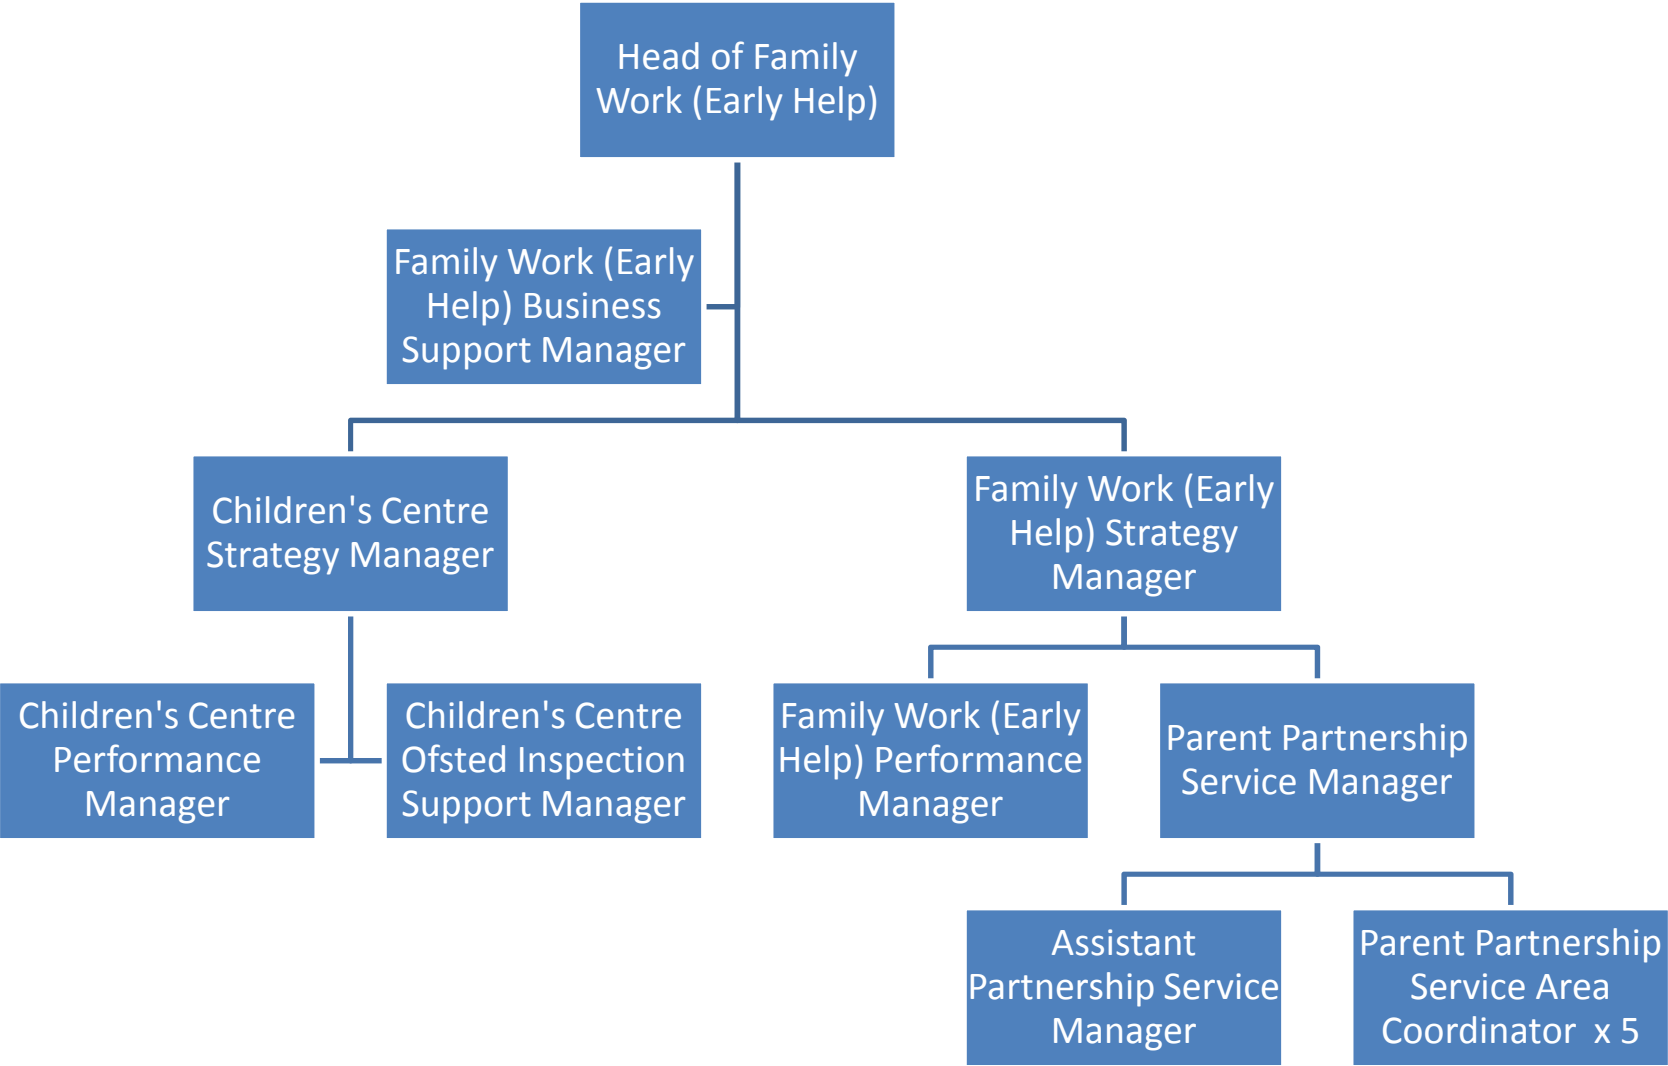 Head of Family
Work (Early Help)
Family Work (Early
Help) Business
Support Manager
Children's Centre
Strategy Manager
Family Work (Early
Help) Strategy
Manager
Children's Centre
Performance
Manager
Children's Centre
Ofsted Inspection
Support Manager
Family Work (Early
Help) Performance
Manager
Parent Partnership
Service Manager
Assistant
Partnership Service
Manager
Parent Partnership
Service Area
Coordinator  x 5